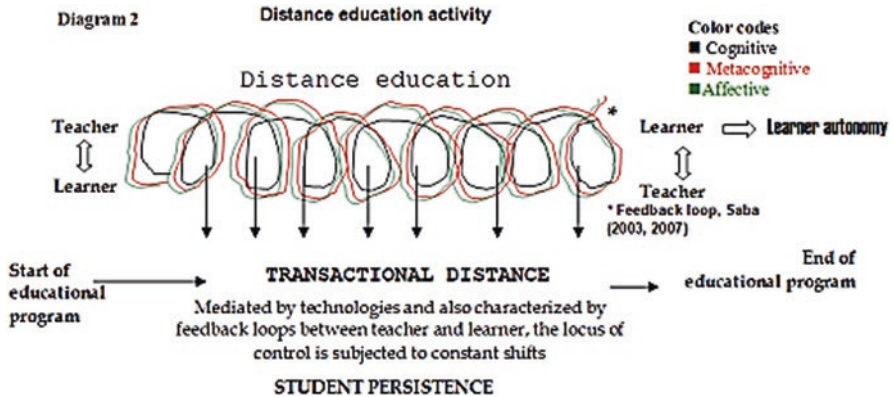 Diagram 2
Distance education activity
Color codes
Cognitive
Metacognitive
Affective
Distance education
*
Teacher
Learner
Learner
Learner autonomy
Teacher
* Feedback loop, Saba
(2003, 2007)
Start of
educational
program
TRANSACTIONAL DISTANCE
End of
educational program
Mediated by technologies and also characterized by
feedback loops between teacher and learner, the locus of
control is subjected to constant shifts
STUDENT PERSISTENCE